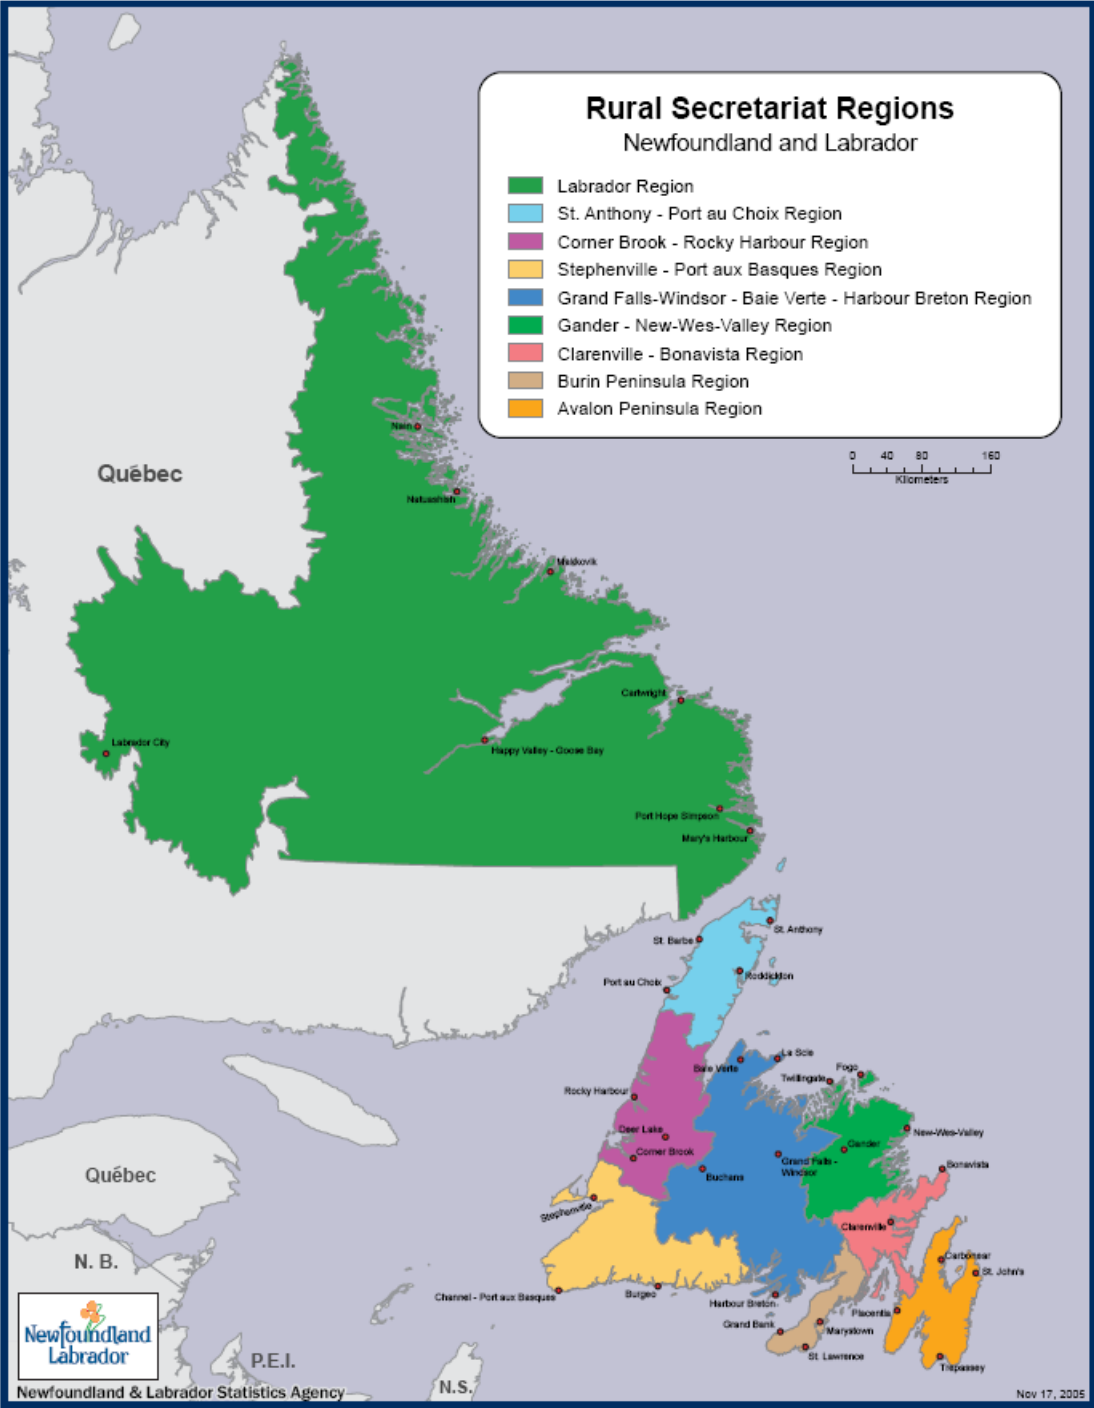 Rural Secretariat Regions
Newfoundland and Labrador
Labrador Region
St. Anthony - Port au Choix Region
Corner Brook - Rocky Harbour Region
Stephenville - Port aux Basques Region
Grand Falls-Windsor - Baie Verte - Harbour Breton Region
Gander - New-Wes-Valley Region
Clarenville - Bonavista Region
Burin Peninsula Region
Avalon Peninsula Region
0 40 80 160
Kilometers
Nain
Québec
Natuashish
Makkovik
Cartwright
Labrador City
Happy Valley - Goose Bay
Port Hope Simpson
Mary's Harbour
St. Anthony
St. Barbe
Roddickton
Port au Choix
La Scie
Baie Verte
Fogo
Twillingate
Rocky Harbour
Deer Lake
New-Wes-Valley
Gander
Corner Brook
Grand Falls -
Windsor
Bonavista
Buchans
Québec
Stephenville
Clarenville
Carbonear
St. John's
N. B.
Channel - Port aux Basques
Burgeo
Harbour Breton
Placentia
Grand Bank
Marystown
St. Lawrence
Trepassey
Newfoundland
Labrador
P.E.I.
N.S.
Newfoundland & Labrador Statistics Agency
Nov 17, 2005